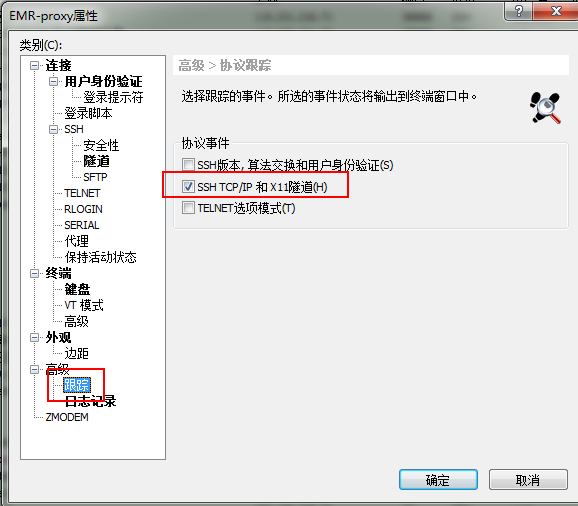 EMR-proxy属性
类别(C):
连接
用户身份验证
登录提示符
登录脚本
SSH
安全性
隧道
SFTP
TELNET
RLOGIN
SERIAL
代理
保持活动状态
终端
键盘
VT 模式
高级
外观
边距
高级
跟踪
日志记录
ZMODEM
高级 > 协议跟踪
选择跟踪的事件。所选的事件状态将输出到终端窗口中。
协议事件
SSH版本, 算法交换和用户身份验证(S)
SSH TCP/IP 和 X11隧道(H)
TELNET选项模式(T)
确定
取消